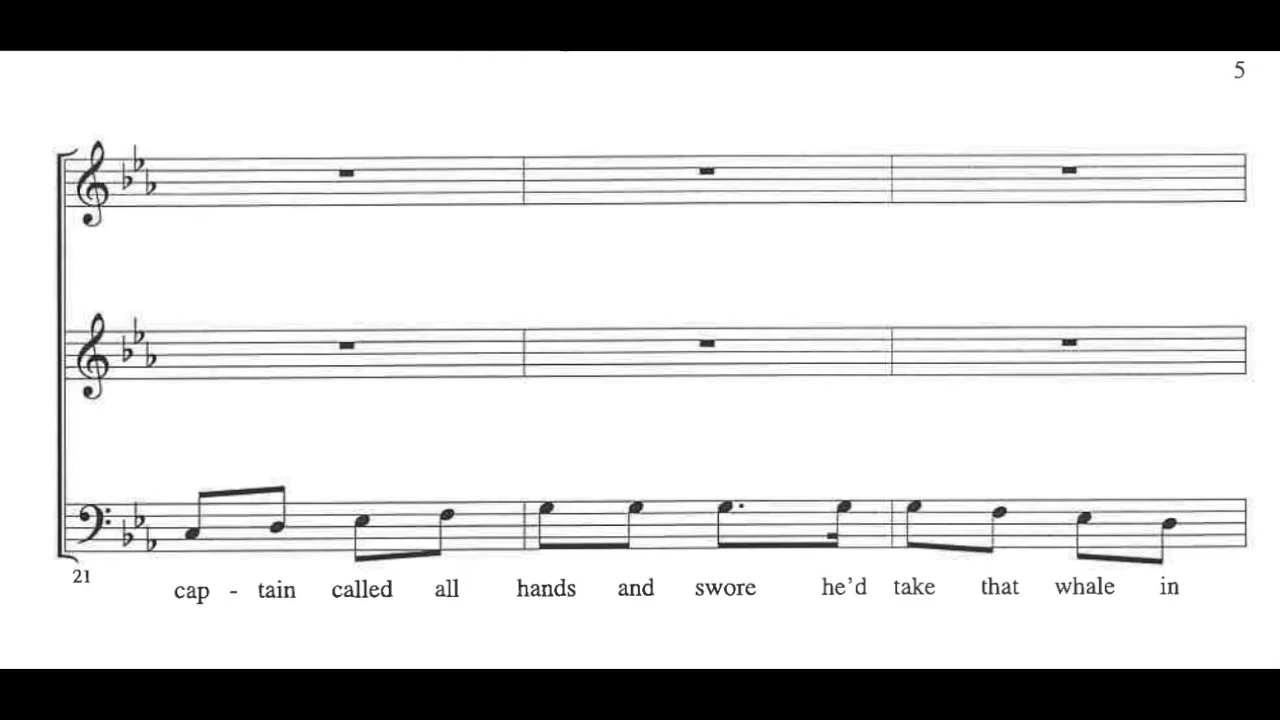 5
21
cap - tain called all hands and swore he'd take that whale in